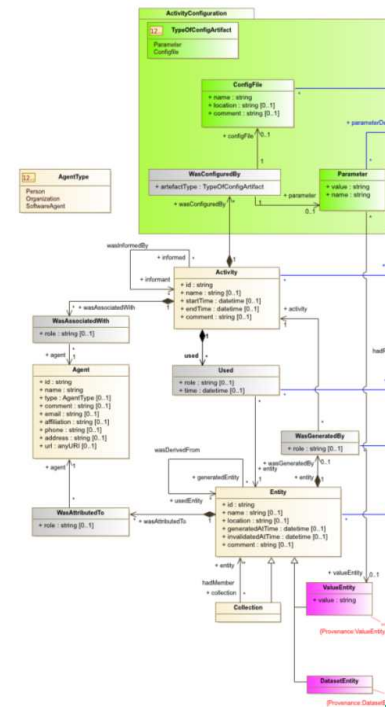 ActivityConfiguration
12.. TypeOfConfigArtifact
Parameter
Configfile
ConfigFile
+ name : string
+ location : string [0..1]
+ comment : string [0..1]
+ configFile
0..1
1
WasConfiguredBy
+ artefactType : TypeOfConfigArtifact
+ wasConfiguredBy
1
+ parameter
0..1
Parameter
+ value : string
+ name : string
12.. AgentType
Person
Organization
SoftwareAgent
wasInformedBy
+ informed
+ informant
Activity
+ id : string
+ name : string [0..1]
+ startTime : datetime [0..1]
+ endTime : datetime [0..1]
+ comment : string [0..1]
+ wasAssociatedWith
WasAssociatedWith
+ role : string [0..1]
+ agent
Agent
+ id : string
+ name : string
+ type : AgentType [0..1]
+ comment : string [0..1]
+ email : string [0..1]
+ affiliation : string [0..1]
+ phone : string [0..1]
+ address : string [0..1]
+ url : anyURI [0..1]
+ agent
WasAttributedTo
+ role : string [0..1]
+ wasAttributedTo
used
Used
+ role : string [0..1]
+ time : datetime [0..1]
+ activity
WasGeneratedBy
+ role : string [0..1]
+ wasGeneratedBy
+ entity
+ entity
wasDerivedFrom
+ generatedEntity
+ usedEntity
Entity
+ id : string
+ name : string [0..1]
+ location : string [0..1]
+ generatedAtTime : datetime [0..1]
+ invalidatedAtTime : datetime [0..1]
+ comment : string [0..1]
+ entity
hadMember
+ collection
Collection
+ valueEntity
0..1
ValueEntity
+ value : string
{Provenance.ValueEntity
DatasetEntity